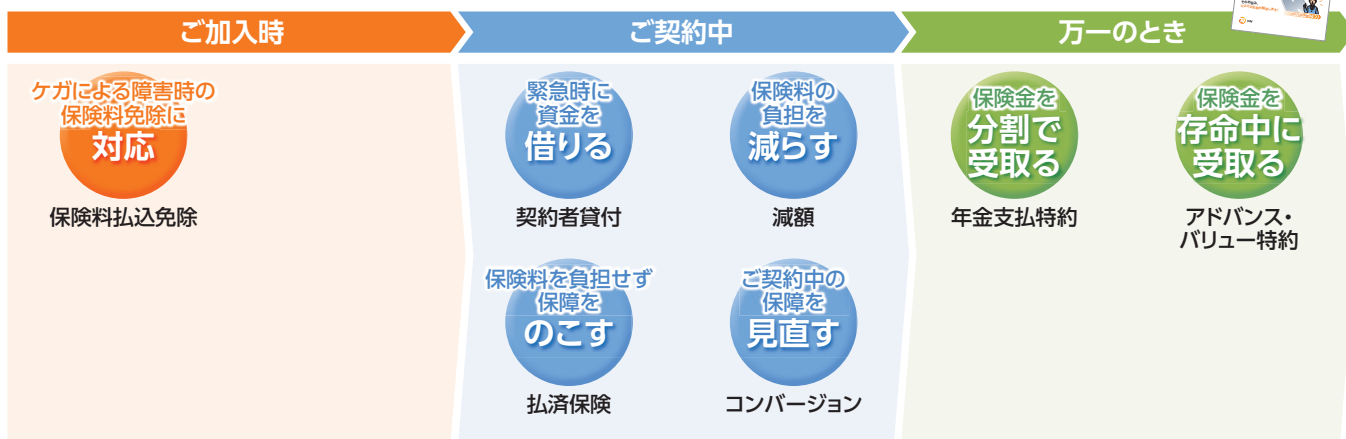 ご加入時
ご契約中
万一のとき
ケガによる障害時の
保険料免除に
対応
保険料払込免除
緊急時に
資金を
借りる
契約者貸付
保険料の
負担を
減らす
減額
保険料を負担せず
保障を
のこす
払済保険
ご契約中の
保障を
見直す
コンバージョン
保険金を
分割で
受取る
年金支払特約
保険金を
存命中に
受取る
アドバンス・
バリュー特約